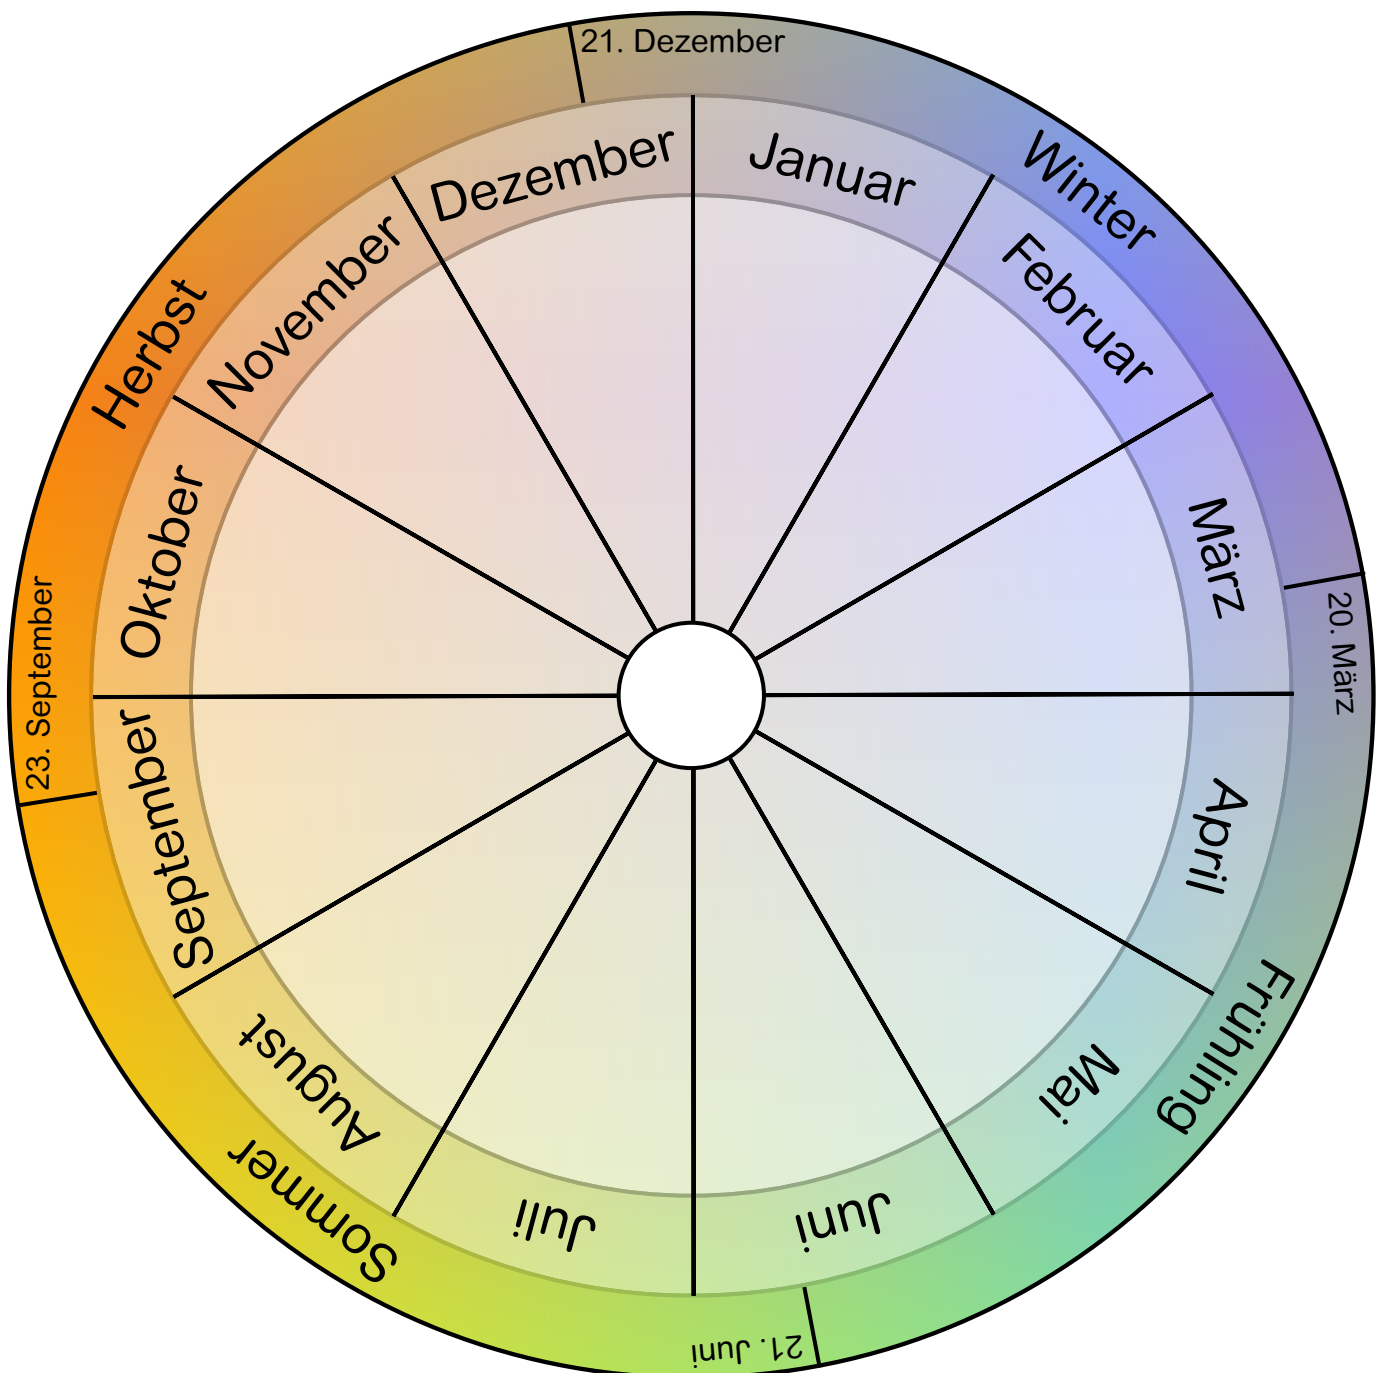 21. Dezember
Winter
20. März
Frühling
21. Juni
Sommer
23. September
Herbst
Januar
Februar
März
April
Mai
Juni
Juli
August
September
Oktober
November
Dezember